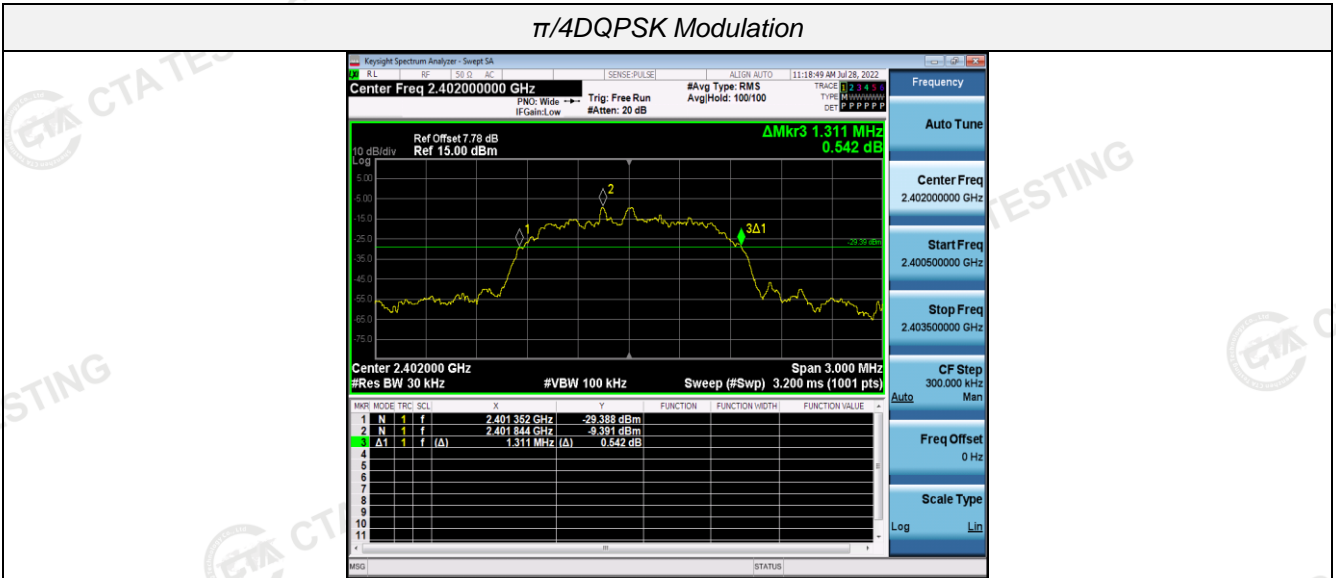 π/4DQPSK Modulation
Keysight Spectrum Analyzer - Swept SA
RL RF 50 Ω AC SENSE:PULSE ALIGN AUTO 11:18:49 AM Jul 28, 2022
Center Freq 2.402000000 GHz
PNO: Wide
IFGain:Low
Trig: Free Run
#Atten: 20 dB
#Avg Type: RMS
Avg|Hold: 100/100
TRACE 1 2 3 4 5 6
TYPE M WWWWW
DET P P P P P P
ΔMkr3 1.311 MHz
0.542 dB
Ref Offset 7.78 dB
10 dB/div Ref 15.00 dBm
Log
5.00
-5.00
-15.0
-25.0
-35.0
-45.0
-55.0
-65.0
-75.0
1
2
3Δ1
-29.39 dBm
Center 2.402000 GHz Span 3.000 MHz
#Res BW 30 kHz #VBW 100 kHz Sweep (#Swp) 3.200 ms (1001 pts)
MKR MODE TRC SCL X Y FUNCTION FUNCTION WIDTH FUNCTION VALUE
1 N 1 f 2.401 352 GHz -29.388 dBm
2 N 1 f 2.401 844 GHz -9.391 dBm
3 Δ1 1 f (Δ) 1.311 MHz (Δ) 0.542 dB
4
5
6
7
8
9
10
11
MSG STATUS
Frequency
Auto Tune
Center Freq
2.402000000 GHz
Start Freq
2.400500000 GHz
Stop Freq
2.403500000 GHz
CF Step
300.000 kHz
Auto Man
Freq Offset
0 Hz
Scale Type
Log Lin
CTA TESTING
TESTING
STING
CTA
CTA